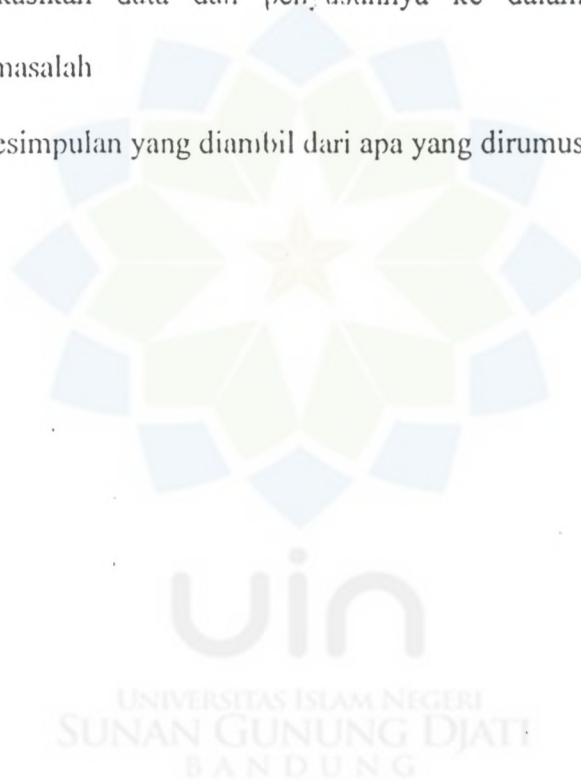 data dan ke dalam
masalah
esimpulan yang diambil dari apa yang dirumus
uin
UNIVERSITAS ISLAM NEGERI
SUNAN GUNUNG DJATI
BANDUNG